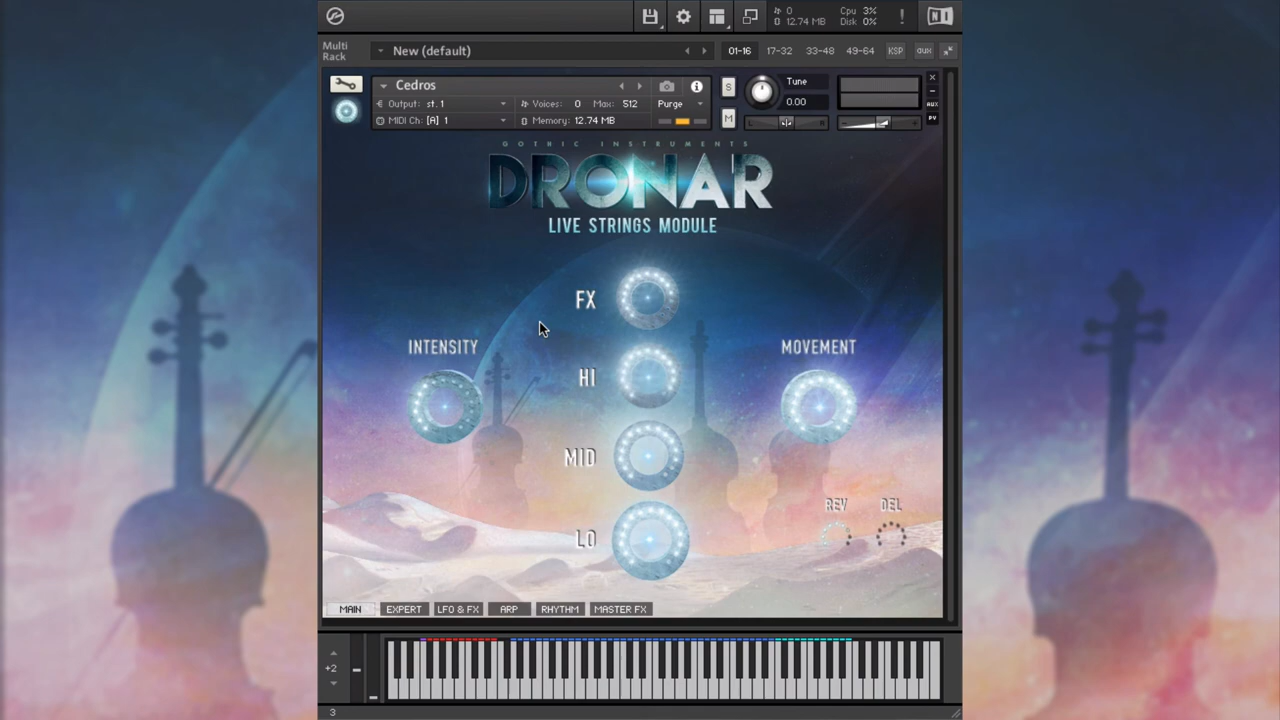 0
12.74 MB
Cpu 3%
Disk 0%
!
NI
Multi
Rack
New (default)
01-16 17-32 33-48 49-64 KSP aux
Cedros
Output: st. 1
Voices: 0 Max: 512
Purge
MIDI Ch: [A] 1
Memory: 12.74 MB
S
M
Tune
0.00
L R
- +
AUX
PV
GOTHIC INSTRUMENTS
DRONAR
LIVE STRINGS MODULE
FX
INTENSITY
MOVEMENT
HI
MID
REV DEL
LO
MAIN EXPERT LFO & FX ARP RHYTHM MASTER FX
+2
3